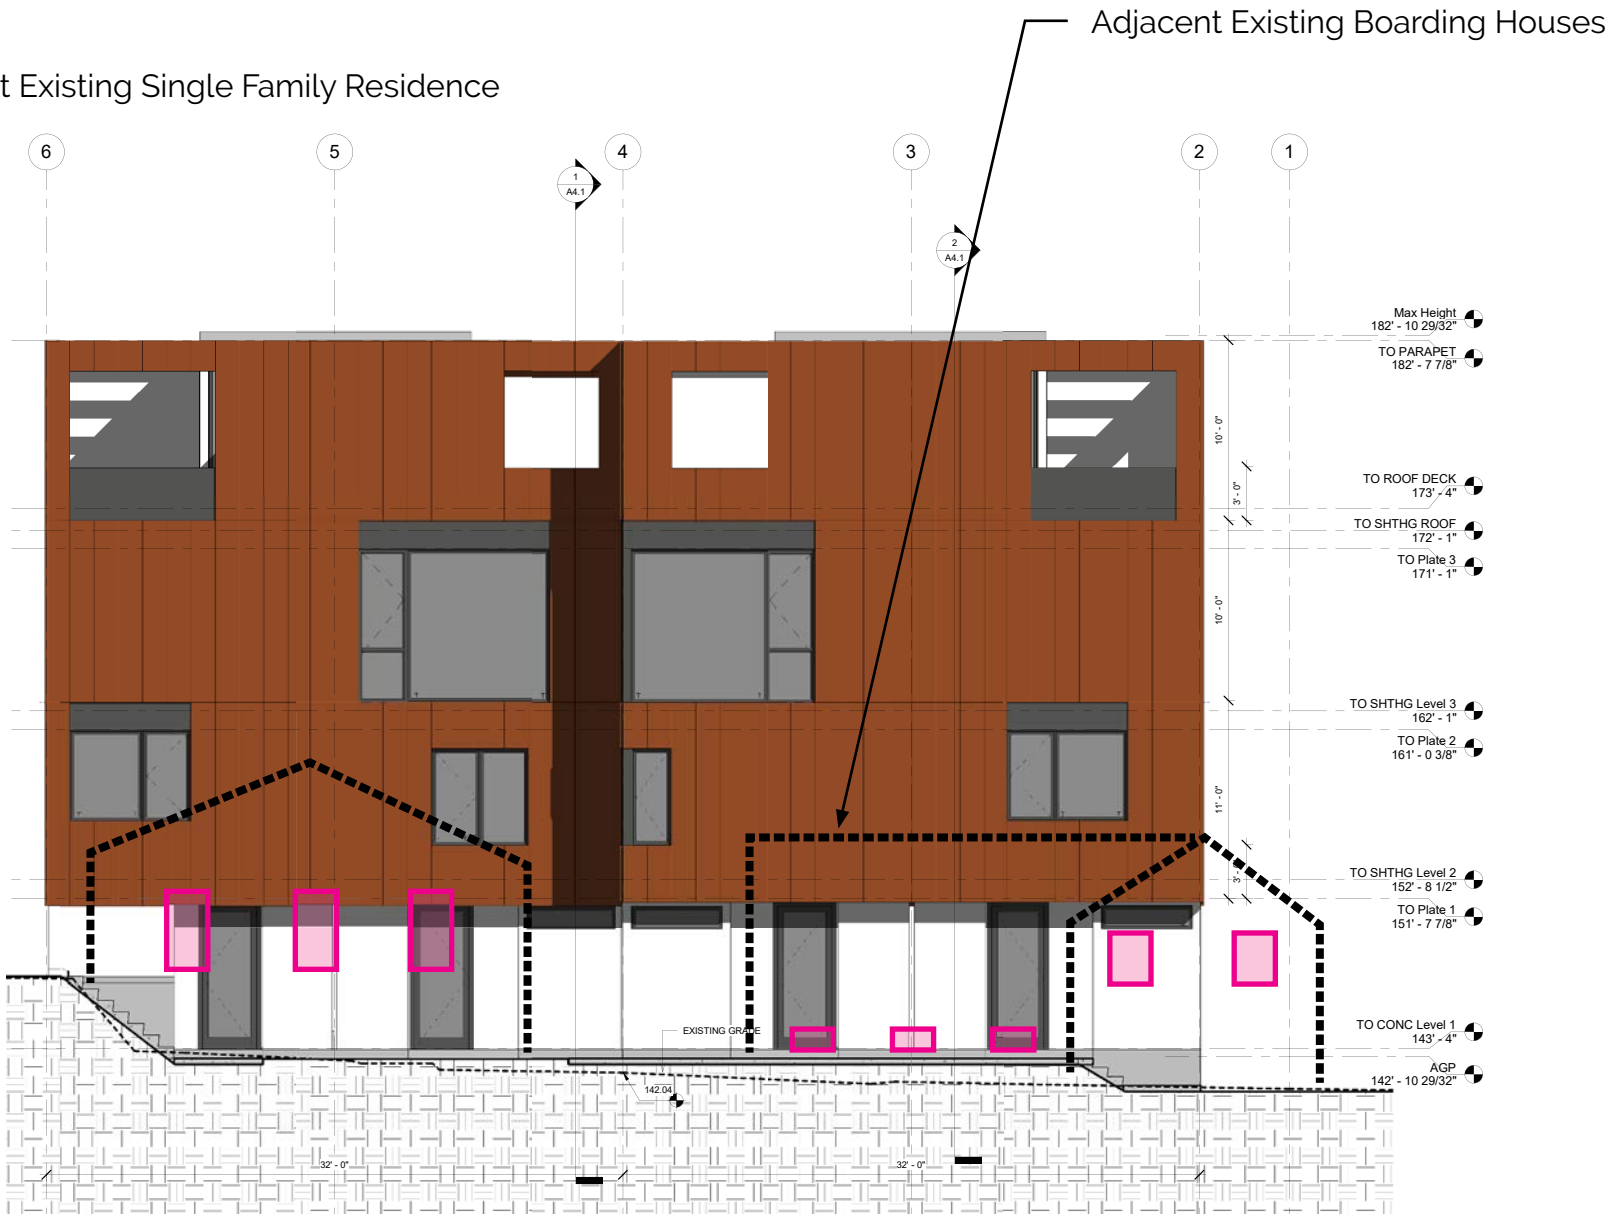 Adjacent Existing Boarding Houses
t Existing Single Family Residence
6
5
4
3
2
1
1
A4.1
2
A4.1
Max Height
182' - 10 29/32"
TO PARAPET
182' - 7 7/8"
10' - 0"
TO ROOF DECK
173' - 4"
3' - 0"
TO SHTHG ROOF
172' - 1"
TO Plate 3
171' - 1"
10' - 0"
TO SHTHG Level 3
162' - 1"
TO Plate 2
161' - 0 3/8"
11' - 0"
TO SHTHG Level 2
152' - 8 1/2"
TO Plate 1
151' - 7 7/8"
EXISTING GRADE
TO CONC Level 1
143' - 4"
AGP
142' - 10 29/32"
142.04
32' - 0"
32' - 0"